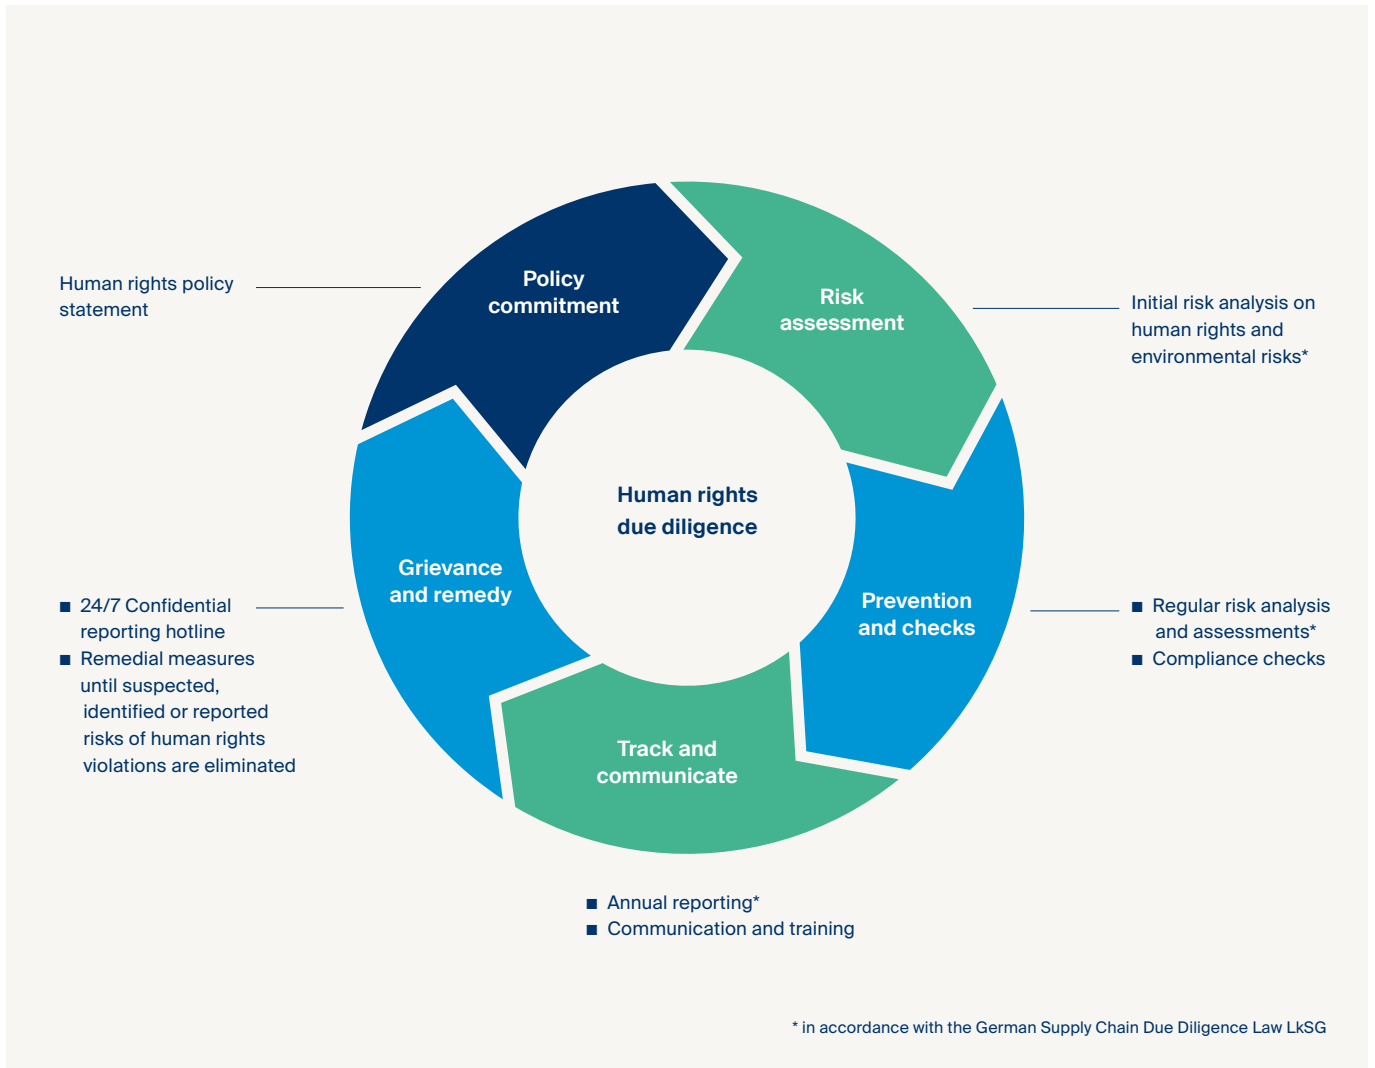 Policy
commitment
Human rights policy
statement
Risk
assessment
Initial risk analysis on
human rights and
environmental risks*
Human rights
due diligence
Grievance
and remedy
■ 24/7 Confidential
reporting hotline
■ Remedial measures
until suspected,
identified or reported
risks of human rights
violations are eliminated
Prevention
and checks
■ Regular risk analysis
and assessments*
■ Compliance checks
Track and
communicate
■ Annual reporting*
■ Communication and training
* in accordance with the German Supply Chain Due Diligence Law LkSG